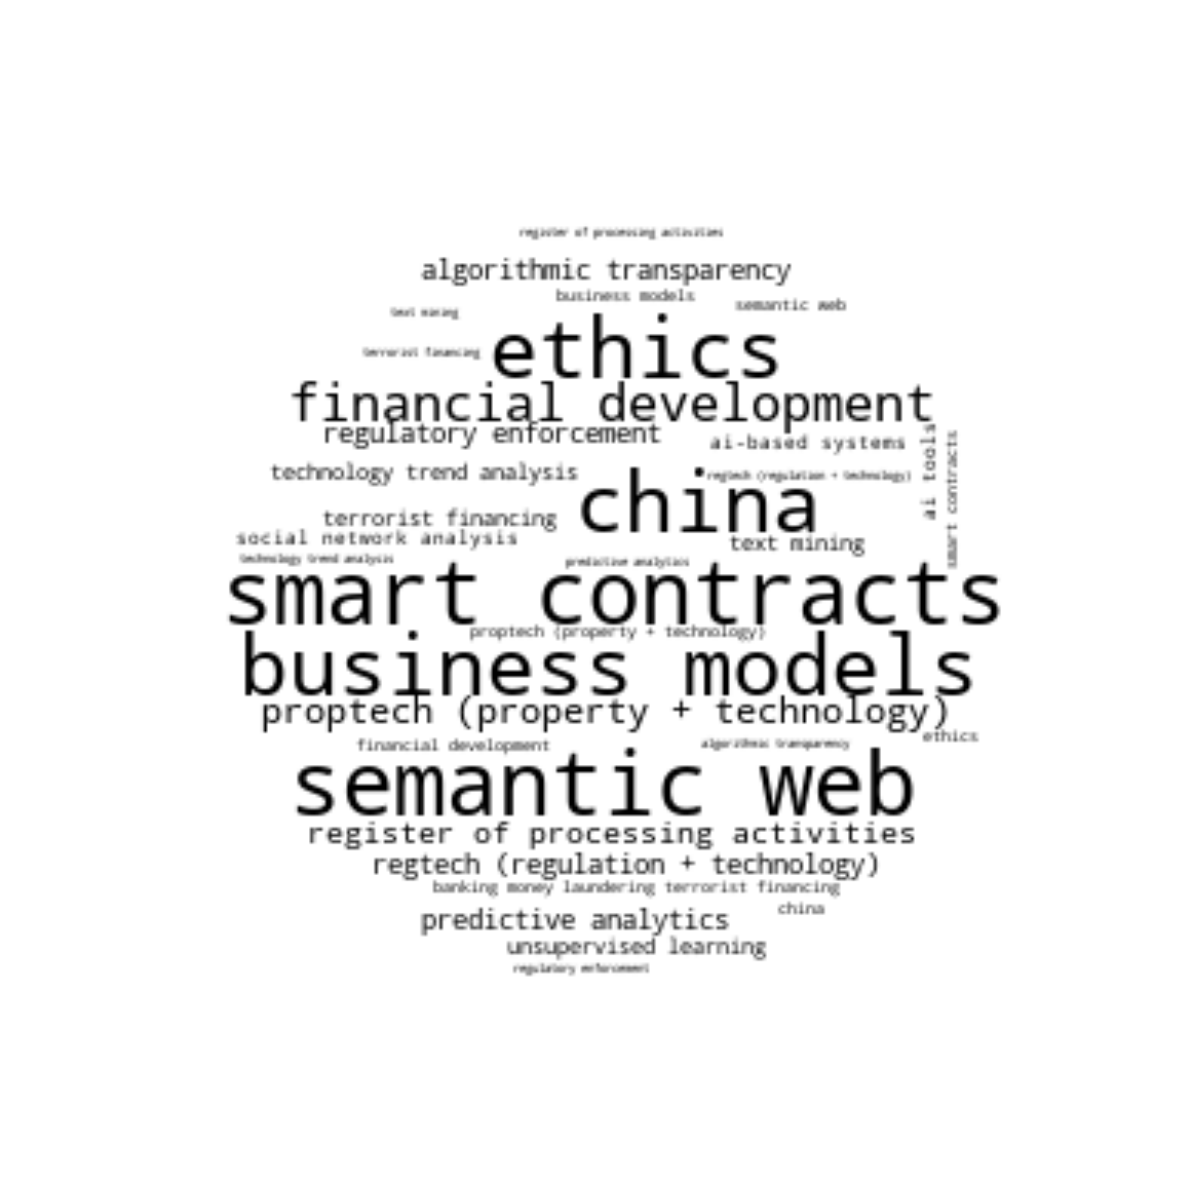 register of processing activities
algorithmic transparency
business models
semantic web
text mining
ethics
terrorist financing
financial development
regulatory enforcement
ai-based systems
ai tools
smart contracts
technology trend analysis
regtech (regulation + technology)
china
terrorist financing
social network analysis
text mining
technology trend analysis
predictive analytics
smart contracts
proptech (property + technology)
business models
proptech (property + technology)
ethics
financial development
algorithmic transparency
semantic web
register of processing activities
regtech (regulation + technology)
banking money laundering terrorist financing
china
predictive analytics
unsupervised learning
regulatory enforcement